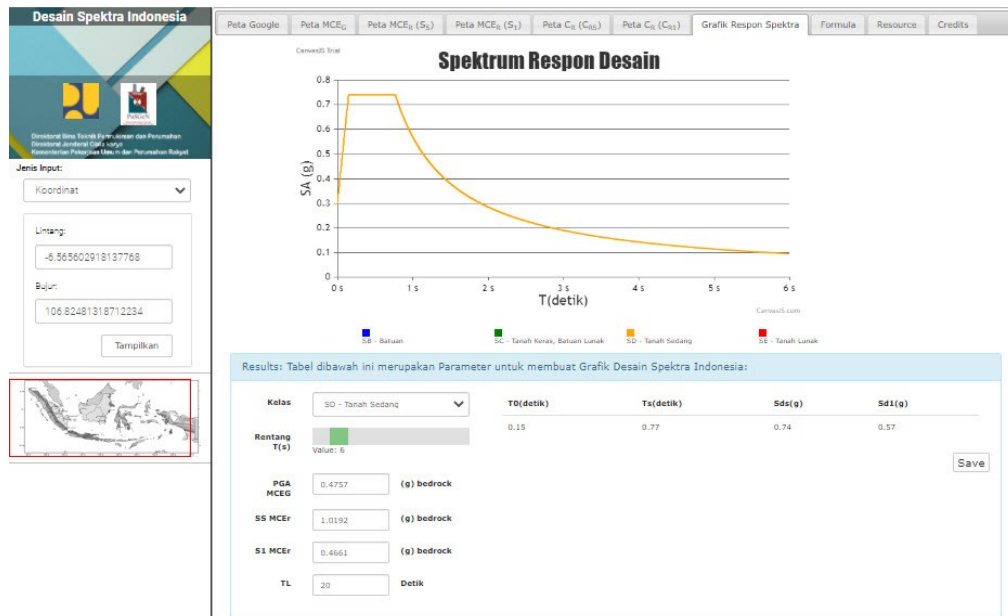 Desain Spektra Indonesia
PuSGeN
Direktorat Bina Teknik Permukiman dan Perumahan
Direktorat Jenderal Cipta Karya
Kementerian Pekerjaan Umum dan Perumahan Rakyat
Jenis Input:
Koordinat
Lintang:
-6.565602918137768
Bujur:
106.82481318712234
Tampilkan
Peta Google
Peta MCEG
Peta MCER (SS)
Peta MCER (S1)
Peta CR (CRS)
Peta CR (CRS)
Grafik Respon Spektra
Formula
Resource
Credits
CanvasJS Trial
Spektrum Respon Desain
SA (g)
0.8
0.7
0.6
0.5
0.4
0.3
0.2
0.1
0
0 s 1 s 2 s 3 s 4 s 5 s 6 s
T(detik)
CanvasJS.com
SB - Batuan
SC - Tanah Keras, Batuan Lunak
SD - Tanah Sedang
SE - Tanah Lunak
Results: Tabel dibawah ini merupakan Parameter untuk membuat Grafik Desain Spektra Indonesia:
Kelas
SD - Tanah Sedang
Rentang
T(s)
Value: 6
PGA
MCEG
0.4757
(g) bedrock
SS MCEr
1.0192
(g) bedrock
S1 MCEr
0.4661
(g) bedrock
TL
20
Detik
T0(detik) Ts(detik) Sds(g) Sd1(g)
0.15 0.77 0.74 0.57
Save